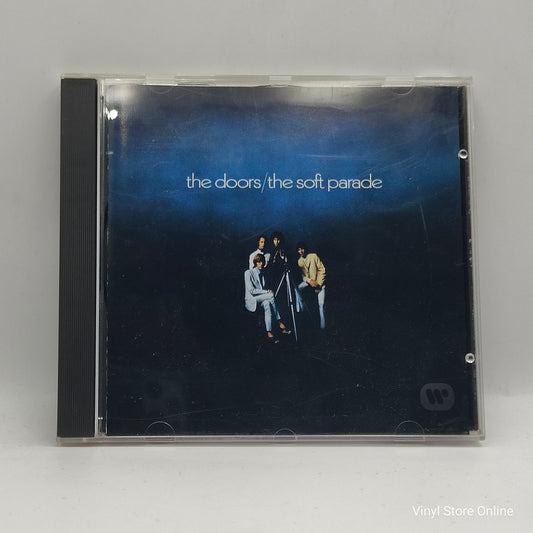 the doors/the soft parade
Vinyl Store Online